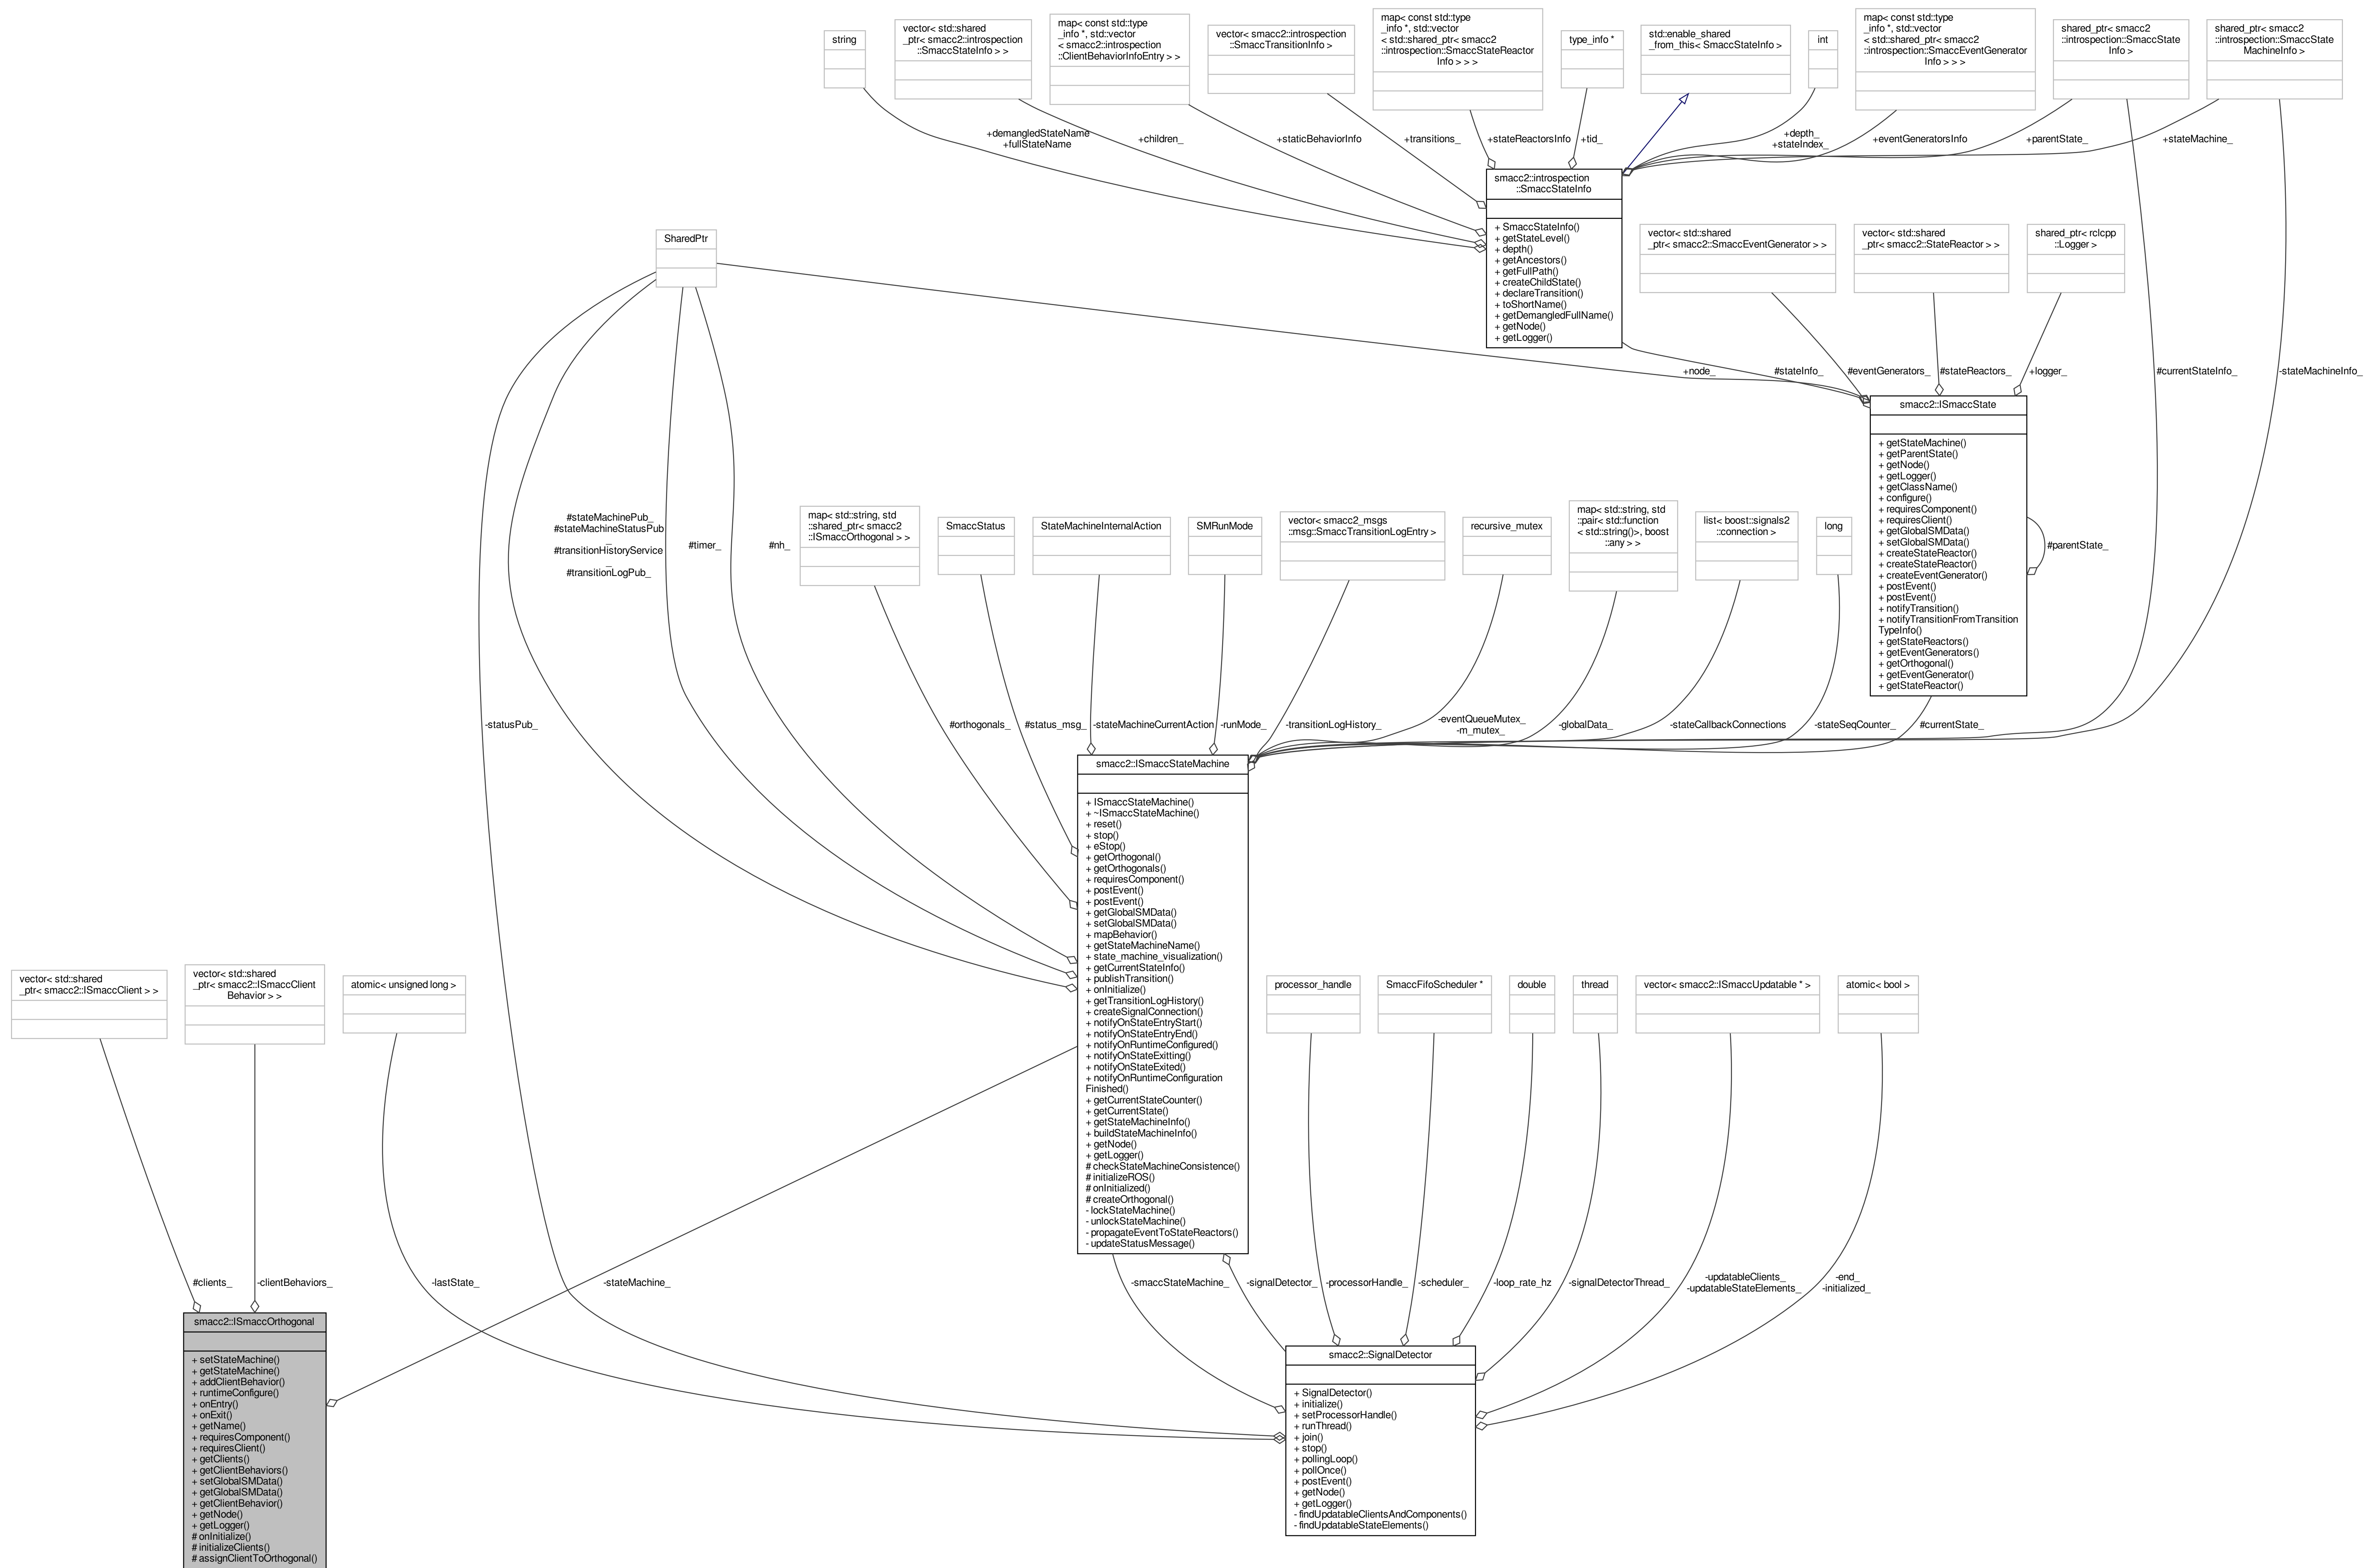 string
vector< std::shared
_ptr< smacc2::introspection
::SmaccStateInfo > >
map< const std::type
_info *, std::vector
< smacc2::introspection
::ClientBehaviorInfoEntry > >
vector< smacc2::introspection
::SmaccTransitionInfo >
map< const std::type
_info *, std::vector
< std::shared_ptr< smacc2
::introspection::SmaccStateReactor
Info > > >
type_info *
std::enable_shared
_from_this< SmaccStateInfo >
int
map< const std::type
_info *, std::vector
< std::shared_ptr< smacc2
::introspection::SmaccEventGenerator
Info > > >
shared_ptr< smacc2
::introspection::SmaccState
Info >
shared_ptr< smacc2
::introspection::SmaccState
MachineInfo >
+demangledStateName
+fullStateName
+children_
+staticBehaviorInfo
+transitions_
+stateReactorsInfo
+tid_
+depth_
+stateIndex_
+eventGeneratorsInfo
+parentState_
+stateMachine_
smacc2::introspection
::SmaccStateInfo
+ SmaccStateInfo()
+ getStateLevel()
+ depth()
+ getAncestors()
+ getFullPath()
+ createChildState()
+ declareTransition()
+ toShortName()
+ getDemangledFullName()
+ getNode()
+ getLogger()
SharedPtr
vector< std::shared
_ptr< smacc2::SmaccEventGenerator > >
vector< std::shared
_ptr< smacc2::StateReactor > >
shared_ptr< rclcpp
::Logger >
+node_
#stateInfo_
#eventGenerators_
#stateReactors_
+logger_
#currentStateInfo_
-stateMachineInfo_
smacc2::ISmaccState
+ getStateMachine()
+ getParentState()
+ getNode()
+ getLogger()
+ getClassName()
+ configure()
+ requiresComponent()
+ requiresClient()
+ getGlobalSMData()
+ setGlobalSMData()
+ createStateReactor()
+ createStateReactor()
+ createEventGenerator()
+ postEvent()
+ postEvent()
+ notifyTransition()
+ notifyTransitionFromTransition
TypeInfo()
+ getStateReactors()
+ getEventGenerators()
+ getOrthogonal()
+ getEventGenerator()
+ getStateReactor()
#parentState_
#stateMachinePub_
#stateMachineStatusPub
_
#transitionHistoryService
_
#transitionLogPub_
#timer_
#nh_
map< std::string, std
::shared_ptr< smacc2
::ISmaccOrthogonal > >
SmaccStatus
StateMachineInternalAction
SMRunMode
vector< smacc2_msgs
::msg::SmaccTransitionLogEntry >
recursive_mutex
map< std::string, std
::pair< std::function
< std::string()>, boost
::any > >
list< boost::signals2
::connection >
long
-statusPub_
#orthogonals_
#status_msg_
-stateMachineCurrentAction
-runMode_
-transitionLogHistory_
-eventQueueMutex_
-m_mutex_
-globalData_
-stateCallbackConnections
-stateSeqCounter_
#currentState_
smacc2::ISmaccStateMachine
+ ISmaccStateMachine()
+ ~ISmaccStateMachine()
+ reset()
+ stop()
+ eStop()
+ getOrthogonal()
+ getOrthogonals()
+ requiresComponent()
+ postEvent()
+ postEvent()
+ getGlobalSMData()
+ setGlobalSMData()
+ mapBehavior()
+ getStateMachineName()
+ state_machine_visualization()
+ getCurrentStateInfo()
+ publishTransition()
+ onInitialize()
+ getTransitionLogHistory()
+ createSignalConnection()
+ notifyOnStateEntryStart()
+ notifyOnStateEntryEnd()
+ notifyOnRuntimeConfigured()
+ notifyOnStateExitting()
+ notifyOnStateExited()
+ notifyOnRuntimeConfiguration
Finished()
+ getCurrentStateCounter()
+ getCurrentState()
+ getStateMachineInfo()
+ buildStateMachineInfo()
+ getNode()
+ getLogger()
# checkStateMachineConsistence()
# initializeROS()
# onInitialized()
# createOrthogonal()
- lockStateMachine()
- unlockStateMachine()
- propagateEventToStateReactors()
- updateStatusMessage()
vector< std::shared
_ptr< smacc2::ISmaccClient > >
vector< std::shared
_ptr< smacc2::ISmaccClient
Behavior > >
atomic< unsigned long >
processor_handle
SmaccFifoScheduler *
double
thread
vector< smacc2::ISmaccUpdatable * >
atomic< bool >
#clients_
-clientBehaviors_
-lastState_
-stateMachine_
-smaccStateMachine_
-signalDetector_
-processorHandle_
-scheduler_
-loop_rate_hz
-signalDetectorThread_
-updatableClients_
-updatableStateElements_
-end_
-initialized_
smacc2::ISmaccOrthogonal
+ setStateMachine()
+ getStateMachine()
+ addClientBehavior()
+ runtimeConfigure()
+ onEntry()
+ onExit()
+ getName()
+ requiresComponent()
+ requiresClient()
+ getClients()
+ getClientBehaviors()
+ setGlobalSMData()
+ getGlobalSMData()
+ getClientBehavior()
+ getNode()
+ getLogger()
# onInitialize()
# initializeClients()
# assignClientToOrthogonal()
smacc2::SignalDetector
+ SignalDetector()
+ initialize()
+ setProcessorHandle()
+ runThread()
+ join()
+ stop()
+ pollingLoop()
+ pollOnce()
+ postEvent()
+ getNode()
+ getLogger()
- findUpdatableClientsAndComponents()
- findUpdatableStateElements()